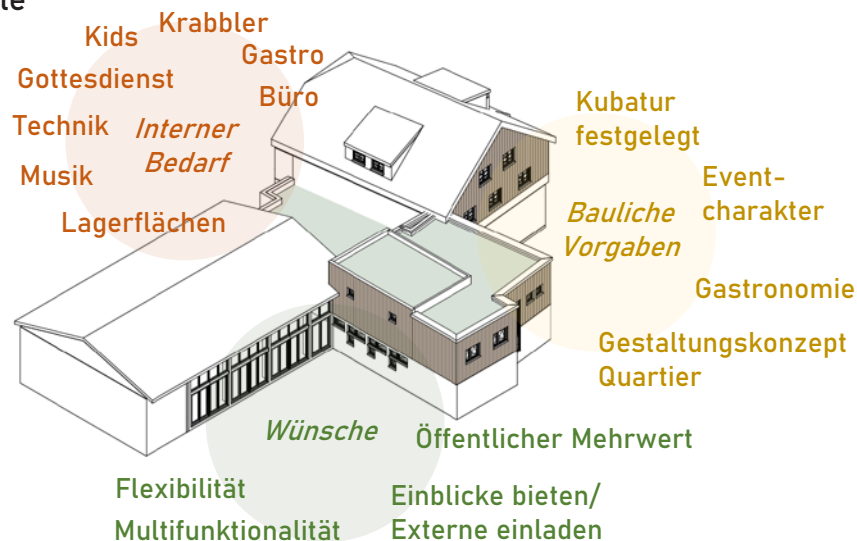 Krabbler
Kids
Gastro
Gottesdienst
Büro
Technik
Interner
Bedarf
Musik
Lagerflächen
Kubatur
festgelegt
Event-
charakter
Bauliche
Vorgaben
Gastronomie
Gestaltungskonzept
Quartier
Wünsche
Öffentlicher Mehrwert
Flexibilität
Multifunktionalität
Einblicke bieten/
Externe einladen